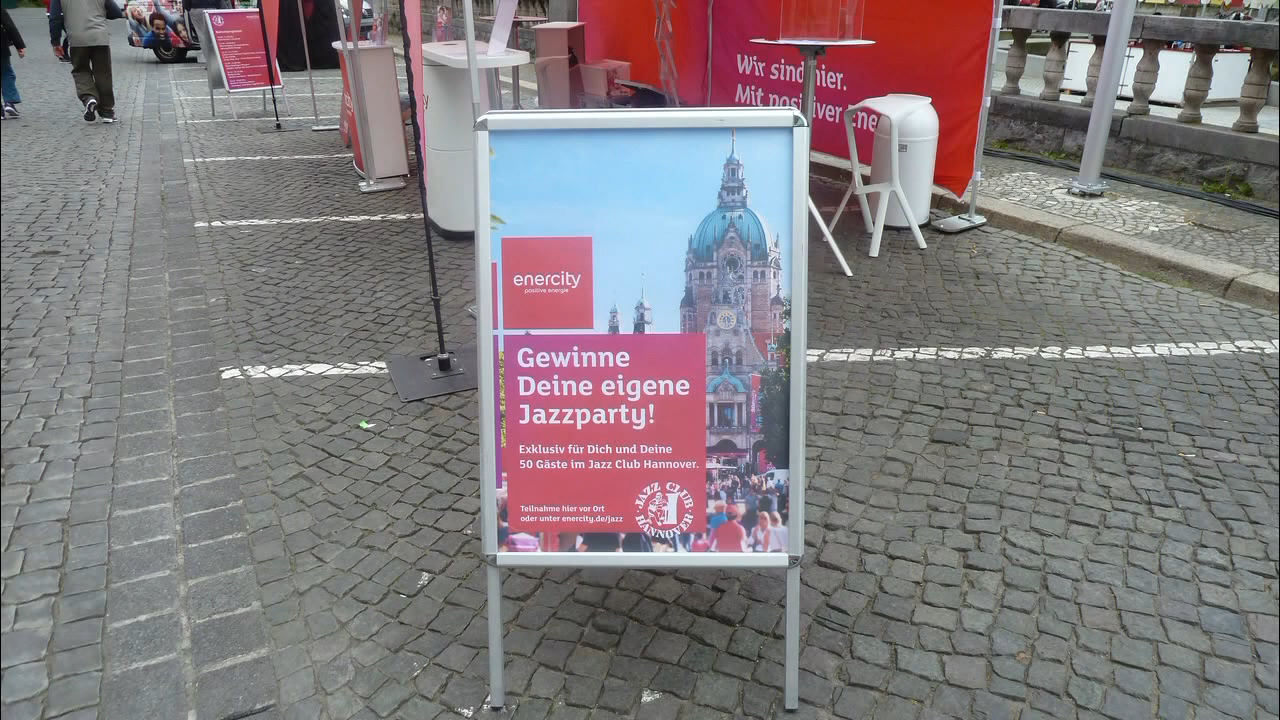 Wir sind hier.
Mit positiver Ene
enercity
positive energie
Gewinne
Deine eigene
Jazzparty!
Exklusiv für Dich und Deine
50 Gäste im Jazz Club Hannover.
Teilnahme hier vor Ort
oder unter enercity.de/jazz
JAZZ CLUB
HANNOVER